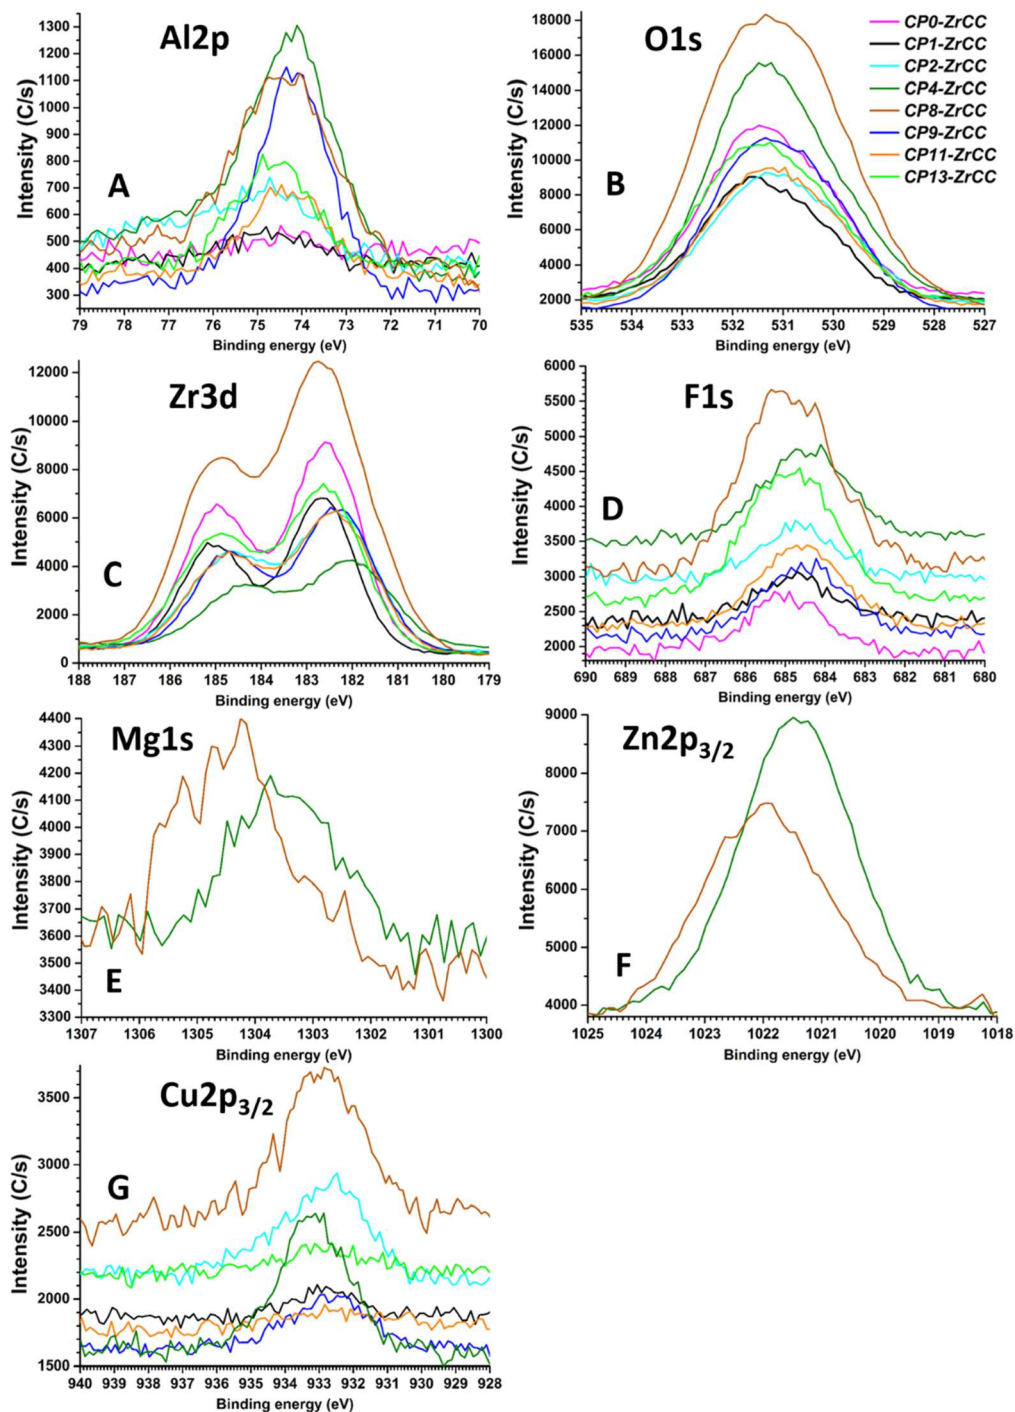 Al2p
A
Intensity (C/s)
1300
1200
1100
1000
900
800
700
600
500
400
300
79 78 77 76 75 74 73 72 71 70
Binding energy (eV)
O1s
B
Intensity (C/s)
18000
16000
14000
12000
10000
8000
6000
4000
2000
535 534 533 532 531 530 529 528 527
Binding energy (eV)
CP0-ZrCC
CP1-ZrCC
CP2-ZrCC
CP4-ZrCC
CP8-ZrCC
CP9-ZrCC
CP11-ZrCC
CP13-ZrCC
Zr3d
C
Intensity (C/s)
12000
10000
8000
6000
4000
2000
0
188 187 186 185 184 183 182 181 180 179
Binding energy (eV)
F1s
D
Intensity (C/s)
6000
5500
5000
4500
4000
3500
3000
2500
2000
690 689 688 687 686 685 684 683 682 681 680
Binding energy (eV)
Mg1s
E
Intensity (C/s)
4400
4300
4200
4100
4000
3900
3800
3700
3600
3500
3400
3300
1307 1306 1305 1304 1303 1302 1301 1300
Binding energy (eV)
Zn2p3/2
F
Intensity (C/s)
9000
8000
7000
6000
5000
4000
1025 1024 1023 1022 1021 1020 1019 1018
Binding energy (eV)
Cu2p3/2
G
Intensity (C/s)
3500
3000
2500
2000
1500
940 939 938 937 936 935 934 933 932 931 930 929 928
Binding energy (eV)